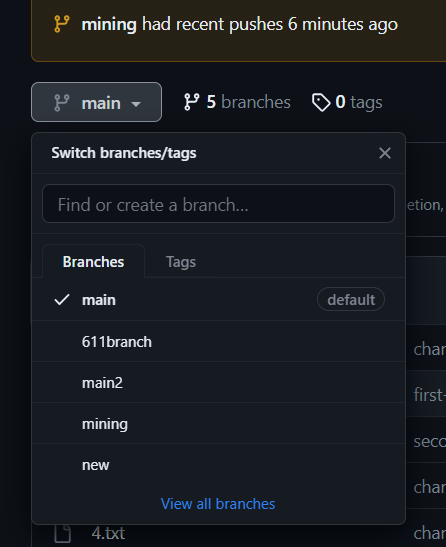 mining had recent pushes 6 minutes ago
main
5 branches
0 tags
Switch branches/tags
Find or create a branch...
etion,
Branches
Tags
main
default
611branch
char
main2
first-
mining
seco
new
char
View all branches
4.txt
char